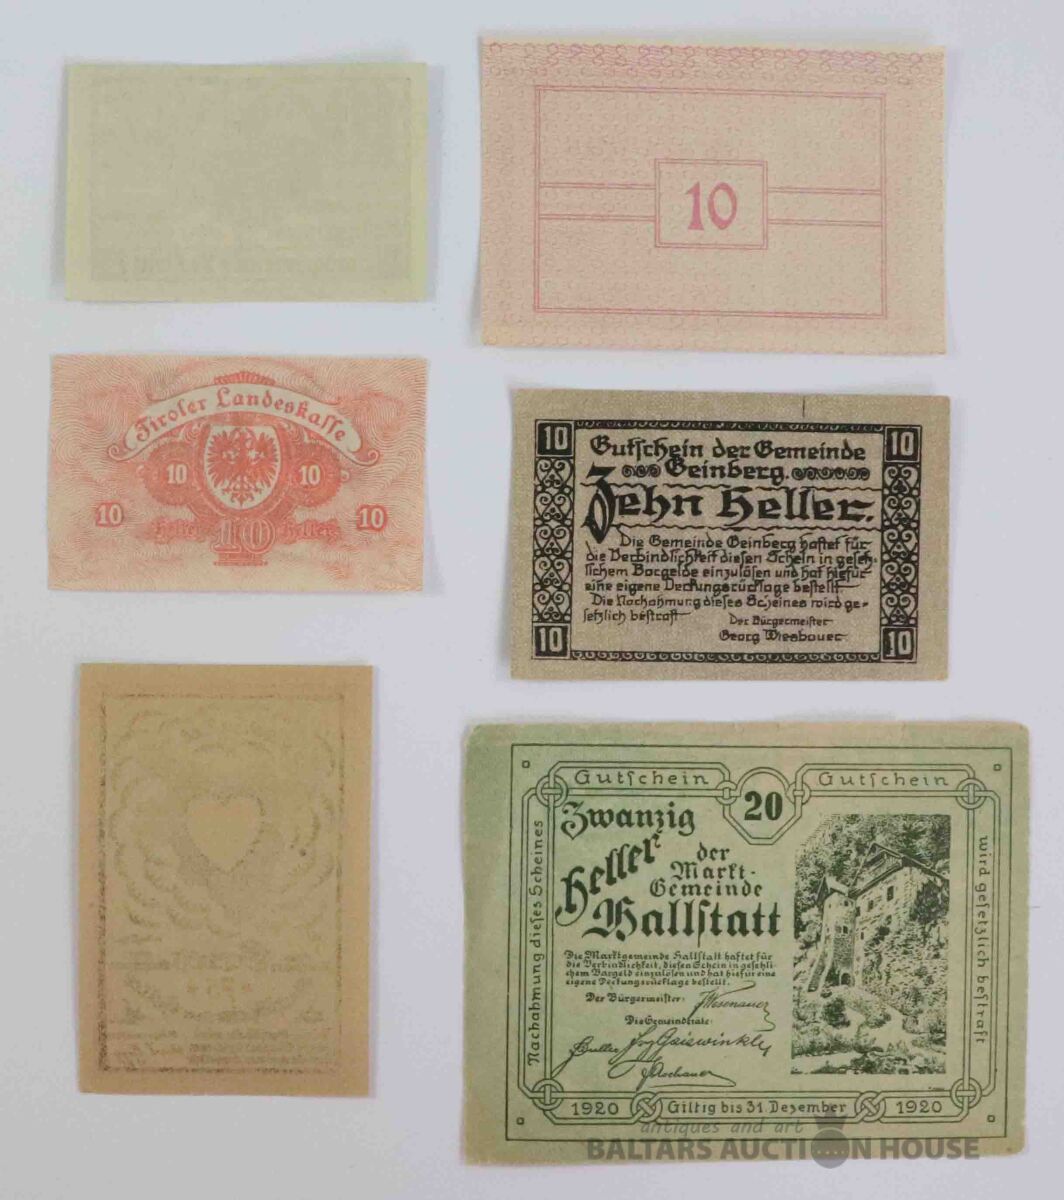 10
Tiroler Landeskasse
10
10
10
10
Heller 10 Heller
10
10
Gutschein der Gemeinde
Geinberg.
Zehn Heller.
Die Gemeinde Geinberg haftet für
die Verbindlichkeit diesen Schein in gesetz-
lichem Bargelde einzulösen und hat hiefür
eine eigene Deckungsrücklage bestellt.
Die Nachahmung dieses Scheines wird ge-
setzlich bestraft
Der Bürgermeister
Georg Wiesbauer
10
10
Gutschein
20
Gutschein
Zwanzig
Heller
der
Markt-
Gemeinde
Hallstatt
Die Marktgemeinde Hallstatt haftet für
die Verbindlichkeit, diesen Schein in gesetzli-
chem Bargeld einzulösen und hat hiefür eine
eigene Deckungsrücklage bestellt.
Der Bürgermeister:
Die Gemeinderäte:
Nachahmung dieses Scheines
wird gesetzlich bestraft
1920
Giltig bis 31. Dezember
1920
antiques and art
BALTARS AUCTION HOUSE